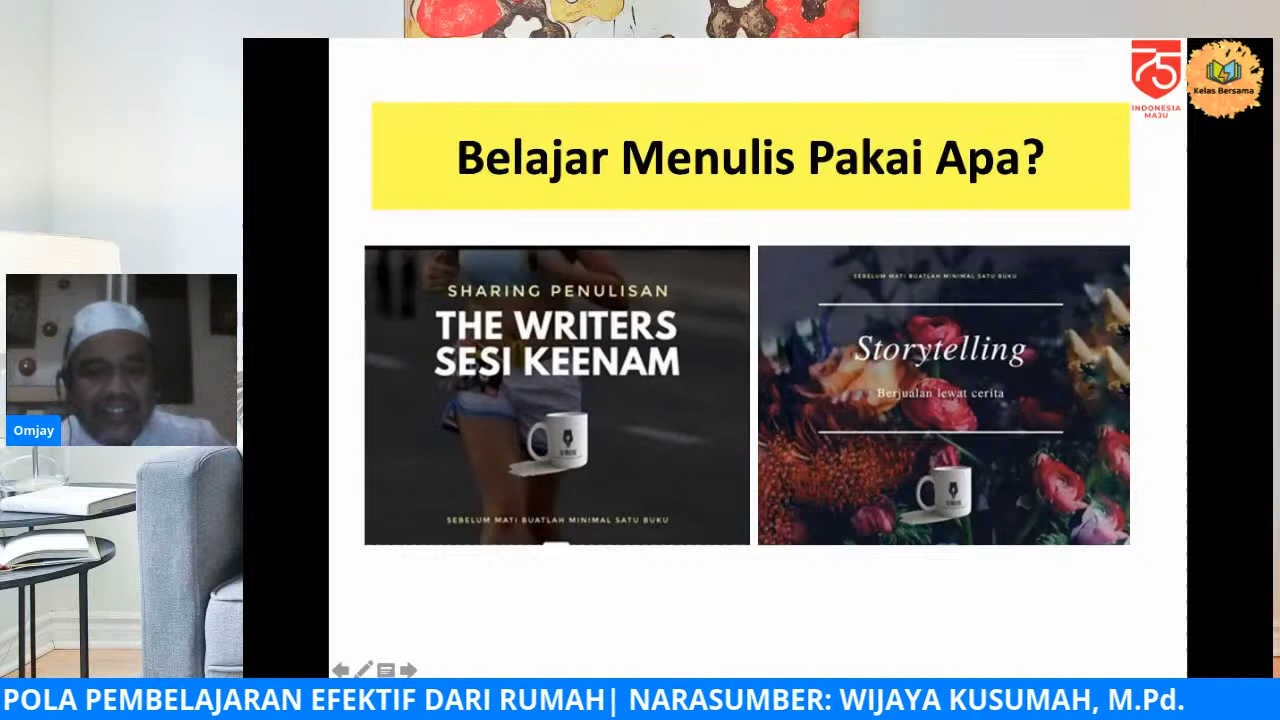 75
INDONESIA
MAJU
Kelas Bersama
Belajar Menulis Pakai Apa?
SHARING PENULISAN
THE WRITERS
SESI KEENAM
SEBELUM MATI BUATLAH MINIMAL SATU BUKU
SEBELUM MATI BUATLAH MINIMAL SATU BUKU
Storytelling
Berjualan lewat cerita
Omjay
POLA PEMBELAJARAN EFEKTIF DARI RUMAH| NARASUMBER: WIJAYA KUSUMAH, M.Pd.